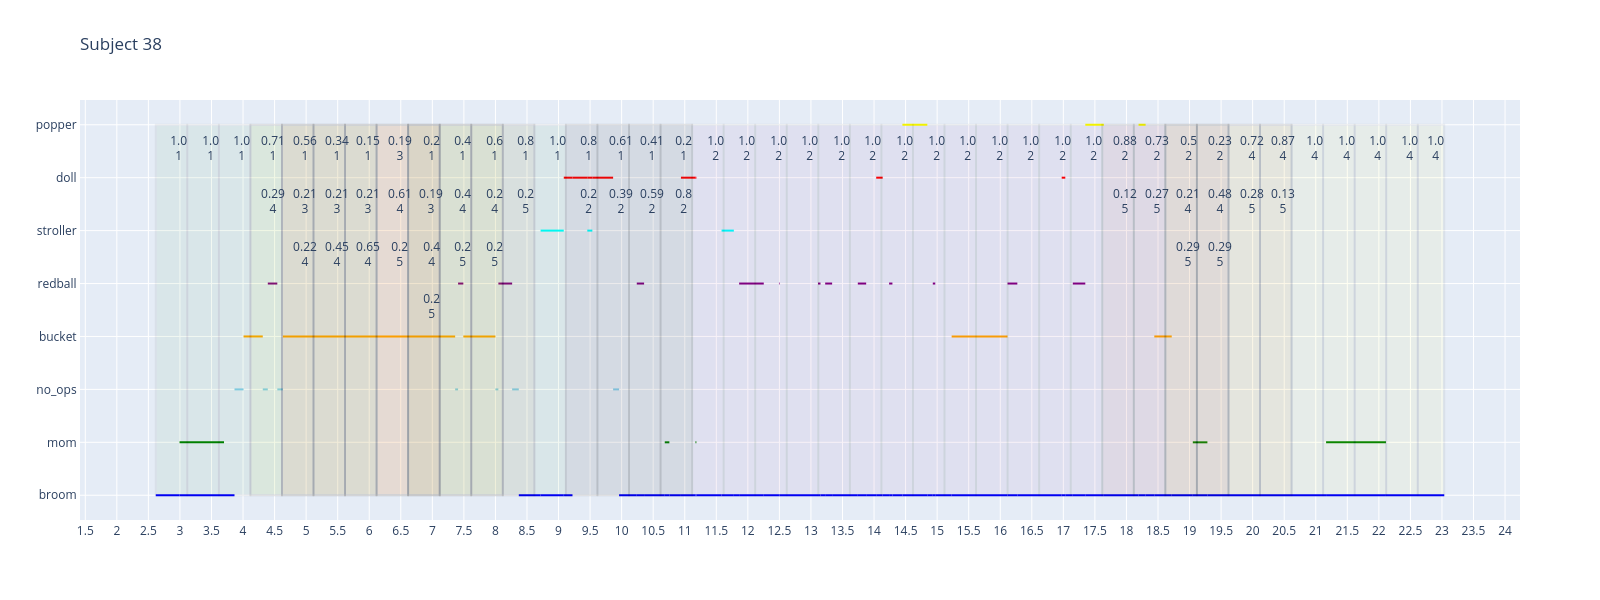 Subject 38
popper
1.0 1.0 1.0 0.71 0.56 0.34 0.15 0.19 0.2 0.4 0.6 0.8 1.0 0.8 0.61 0.41 0.2 1.0 1.0 1.0 1.0 1.0 1.0 1.0 1.0 1.0 1.0 1.0 1.0 1.0 0.88 0.73 0.5 0.23 0.72 0.87 1.0 1.0 1.0 1.0 1.0
1 1 1 1 1 1 1 3 1 1 1 1 1 1 1 1 1 2 2 2 2 2 2 2 2 2 2 2 2 2 2 2 2 2 4 4 4 4 4 4 4
doll
0.29 0.21 0.21 0.21 0.61 0.19 0.4 0.2 0.2 0.2 0.39 0.59 0.8 0.12 0.27 0.21 0.48 0.28 0.13
4 3 3 3 4 3 4 4 5 2 2 2 2 5 5 4 4 5 5
stroller
0.22 0.45 0.65 0.2 0.4 0.2 0.2 0.29 0.29
4 4 4 5 4 5 5 5 5
redball
0.2
5
bucket
no_ops
mom
broom
1.5 2 2.5 3 3.5 4 4.5 5 5.5 6 6.5 7 7.5 8 8.5 9 9.5 10 10.5 11 11.5 12 12.5 13 13.5 14 14.5 15 15.5 16 16.5 17 17.5 18 18.5 19 19.5 20 20.5 21 21.5 22 22.5 23 23.5 24